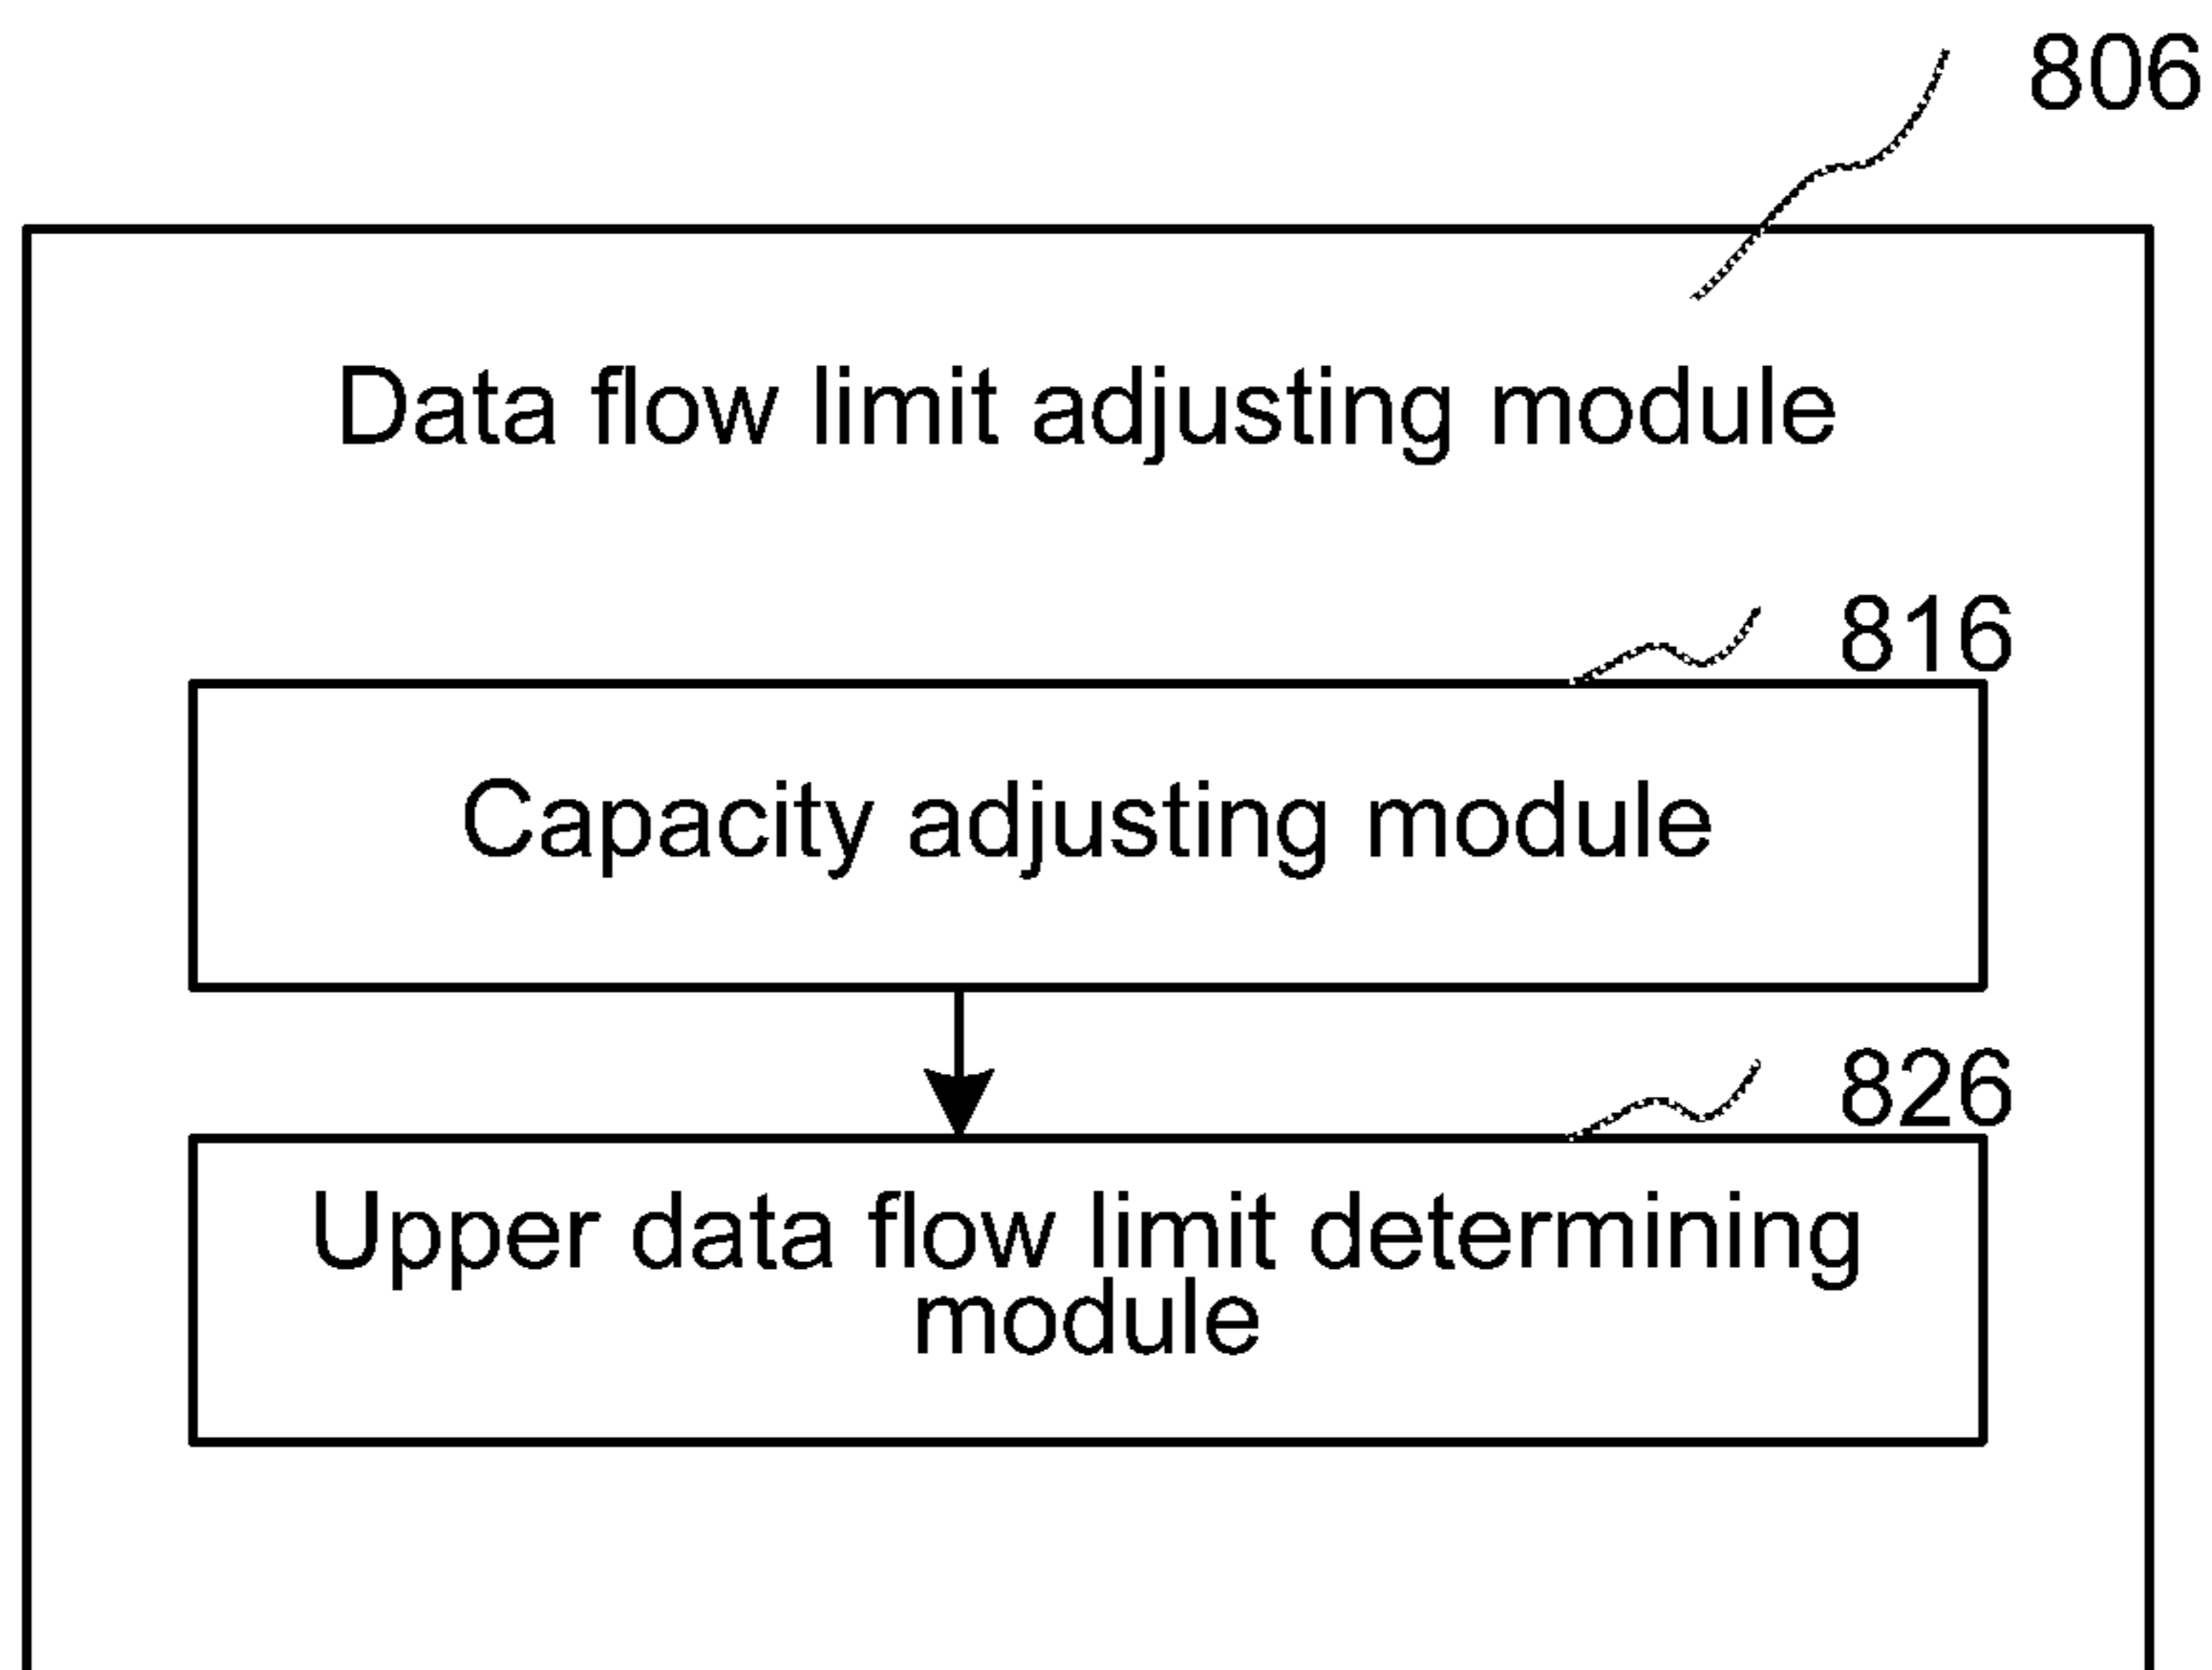 806
Data flow limit adjusting module
816
Capacity adjusting module
826
Upper data flow limit determining
module